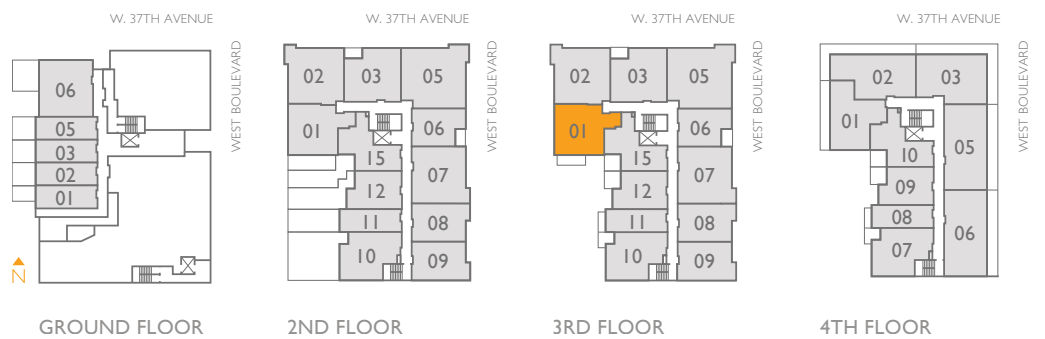 W. 37TH AVENUE
W. 37TH AVENUE
W. 37TH AVENUE
W. 37TH AVENUE
WEST BOULEVARD
06
05
03
02
01
N
GROUND FLOOR
WEST BOULEVARD
02 03 05
01 06
15
07
12
11 08
10 09
2ND FLOOR
WEST BOULEVARD
02 03 05
01 06
15
07
12
11 08
10 09
3RD FLOOR
WEST BOULEVARD
02 03
01
10 05
09
08
06
07
4TH FLOOR